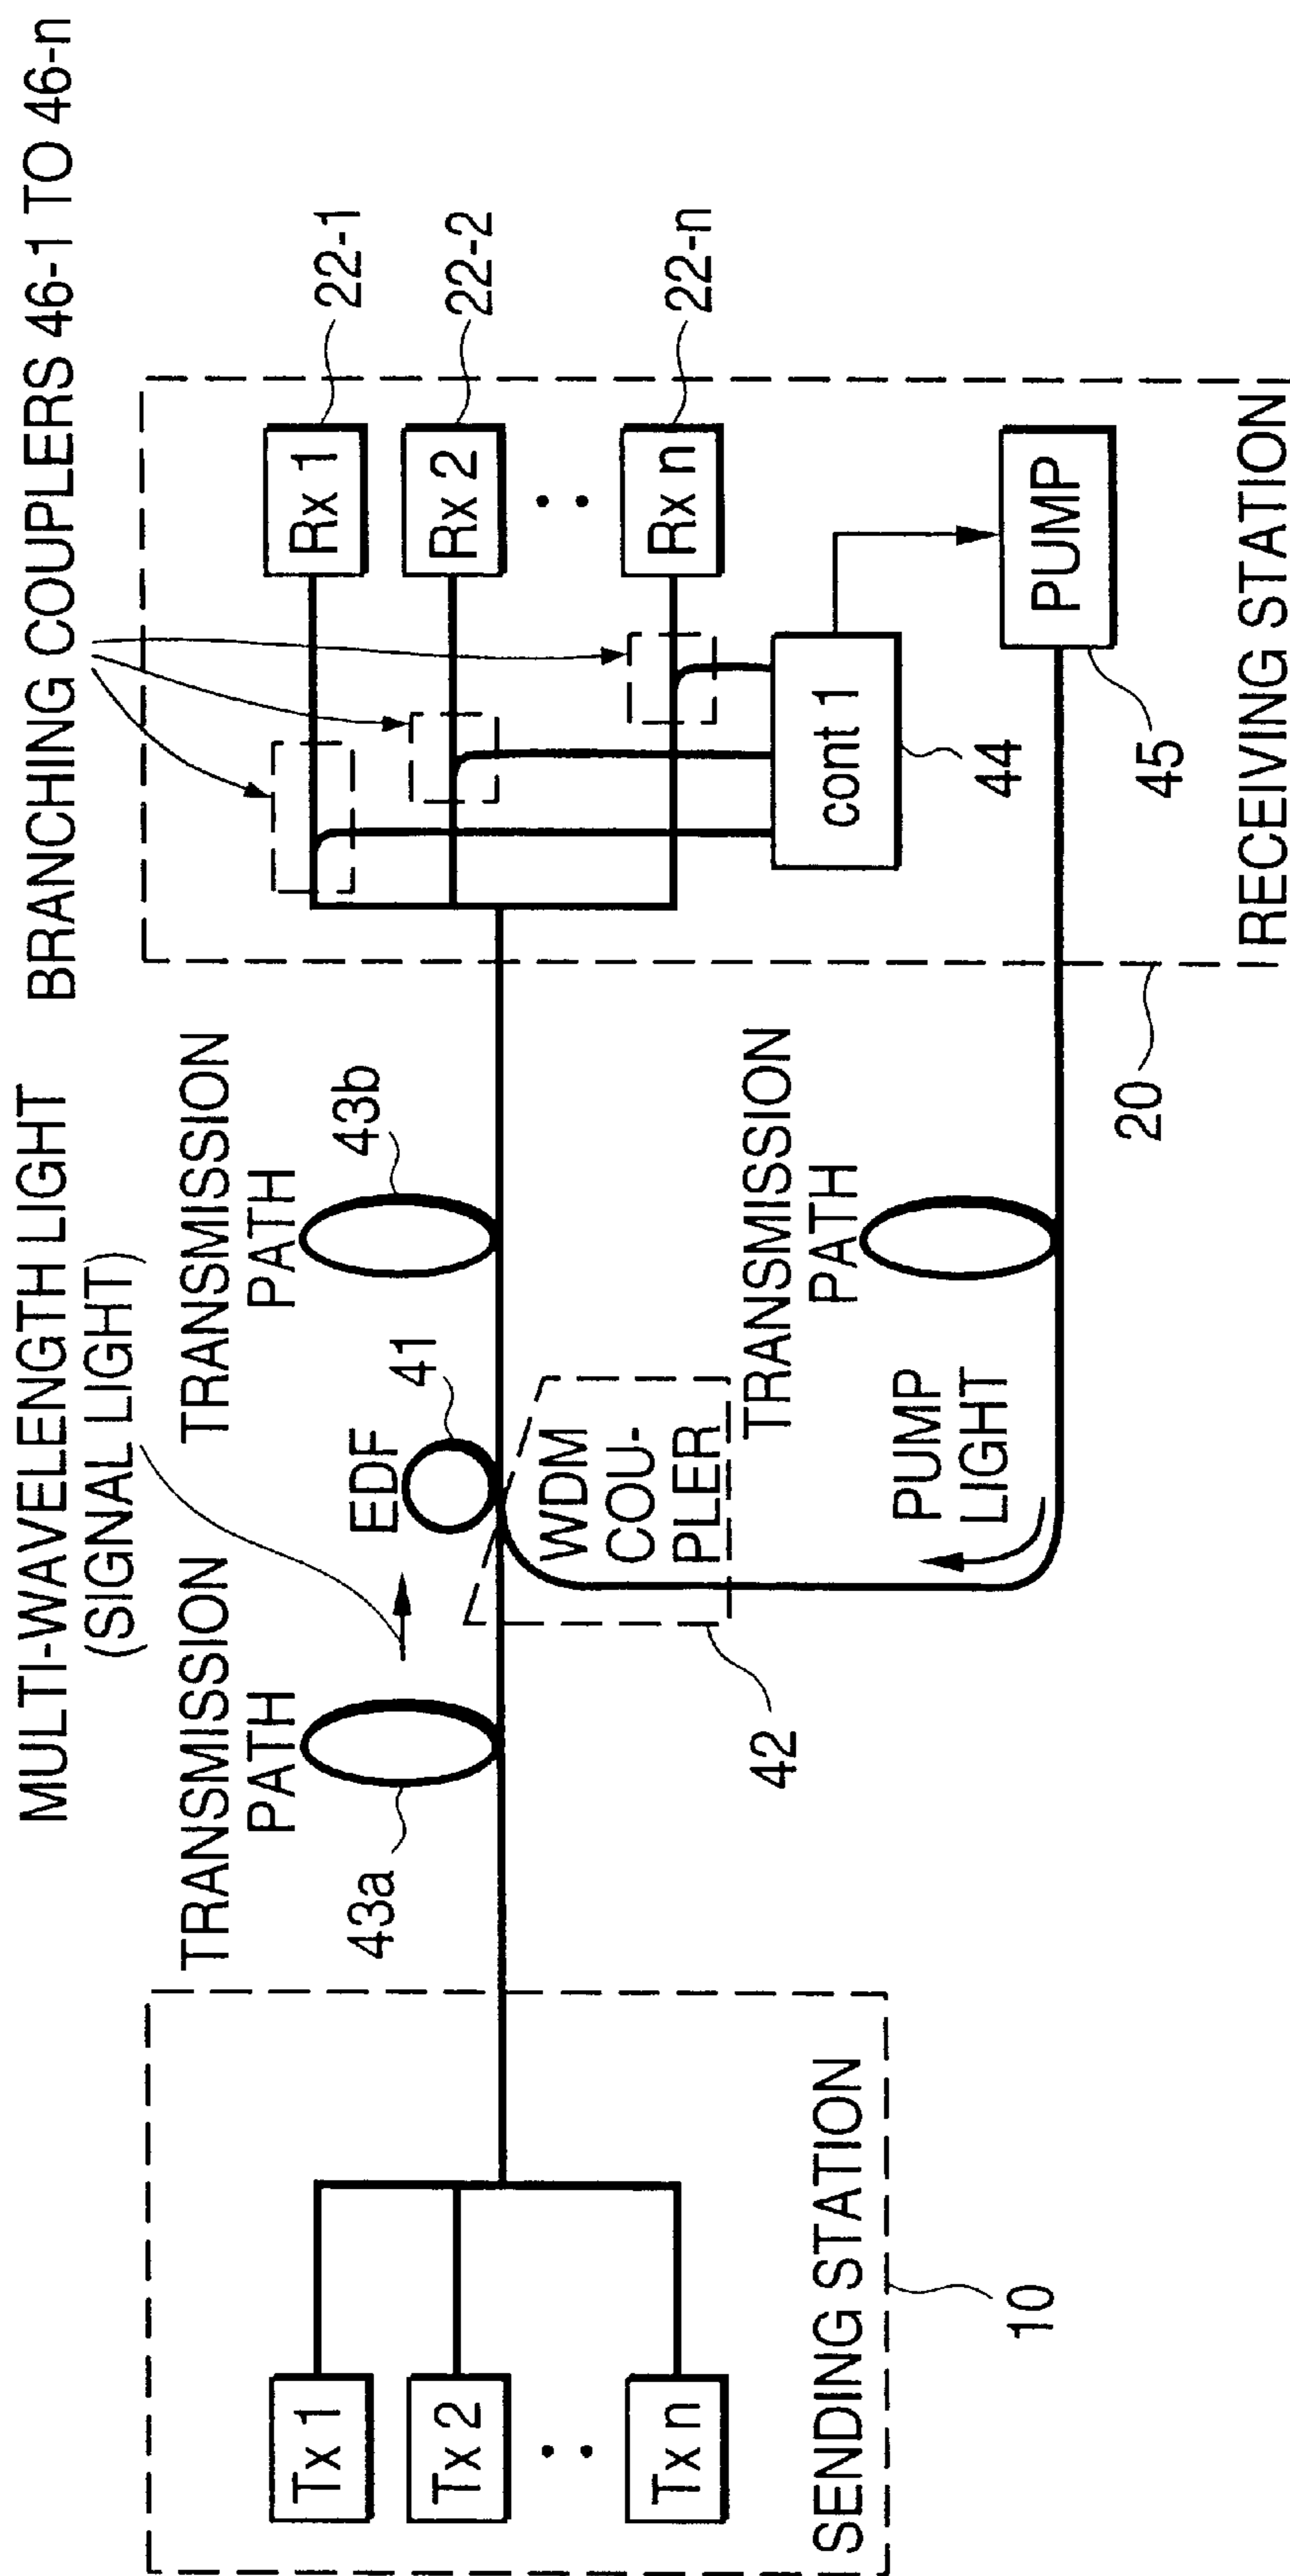 MULTI-WAVELENGTH LIGHT
(SIGNAL LIGHT)
BRANCHING COUPLERS 46-1 TO 46-n
TRANSMISSION
PATH
43a
EDF
41
TRANSMISSION
PATH
43b
22-1
22-2
22-n
Tx 1
Tx 2
Tx n
SENDING STATION
10
WDM
COU-
PLER
42
PUMP
LIGHT
TRANSMISSION
PATH
20
Rx 1
Rx 2
Rx n
cont 1
44
PUMP
45
RECEIVING STATION